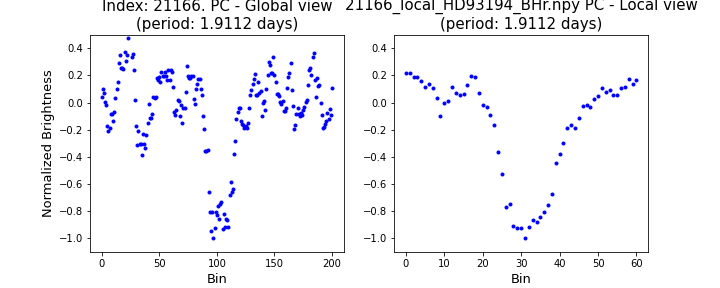 Index: 21166. PC - Global view
(period: 1.9112 days)
21166_local_HD93194_BHr.npy PC - Local view
(period: 1.9112 days)
Normalized Brightness
0.4
0.2
0.0
−0.2
−0.4
−0.6
−0.8
−1.0
0 50 100 150 200
Bin
0.4
0.2
0.0
−0.2
−0.4
−0.6
−0.8
−1.0
0 10 20 30 40 50 60
Bin